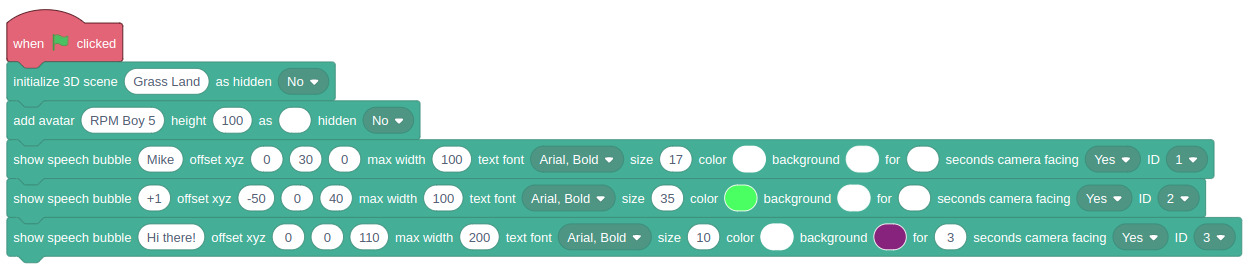 when clicked
initialize 3D scene Grass Land as hidden No
add avatar RPM Boy 5 height 100 as hidden No
show speech bubble Mike offset xyz 0 30 0 max width 100 text font Arial, Bold size 17 color background for seconds camera facing Yes ID 1
show speech bubble +1 offset xyz -50 0 40 max width 100 text font Arial, Bold size 35 color background for seconds camera facing Yes ID 2
show speech bubble Hi there! offset xyz 0 0 110 max width 200 text font Arial, Bold size 10 color background for 3 seconds camera facing Yes ID 3